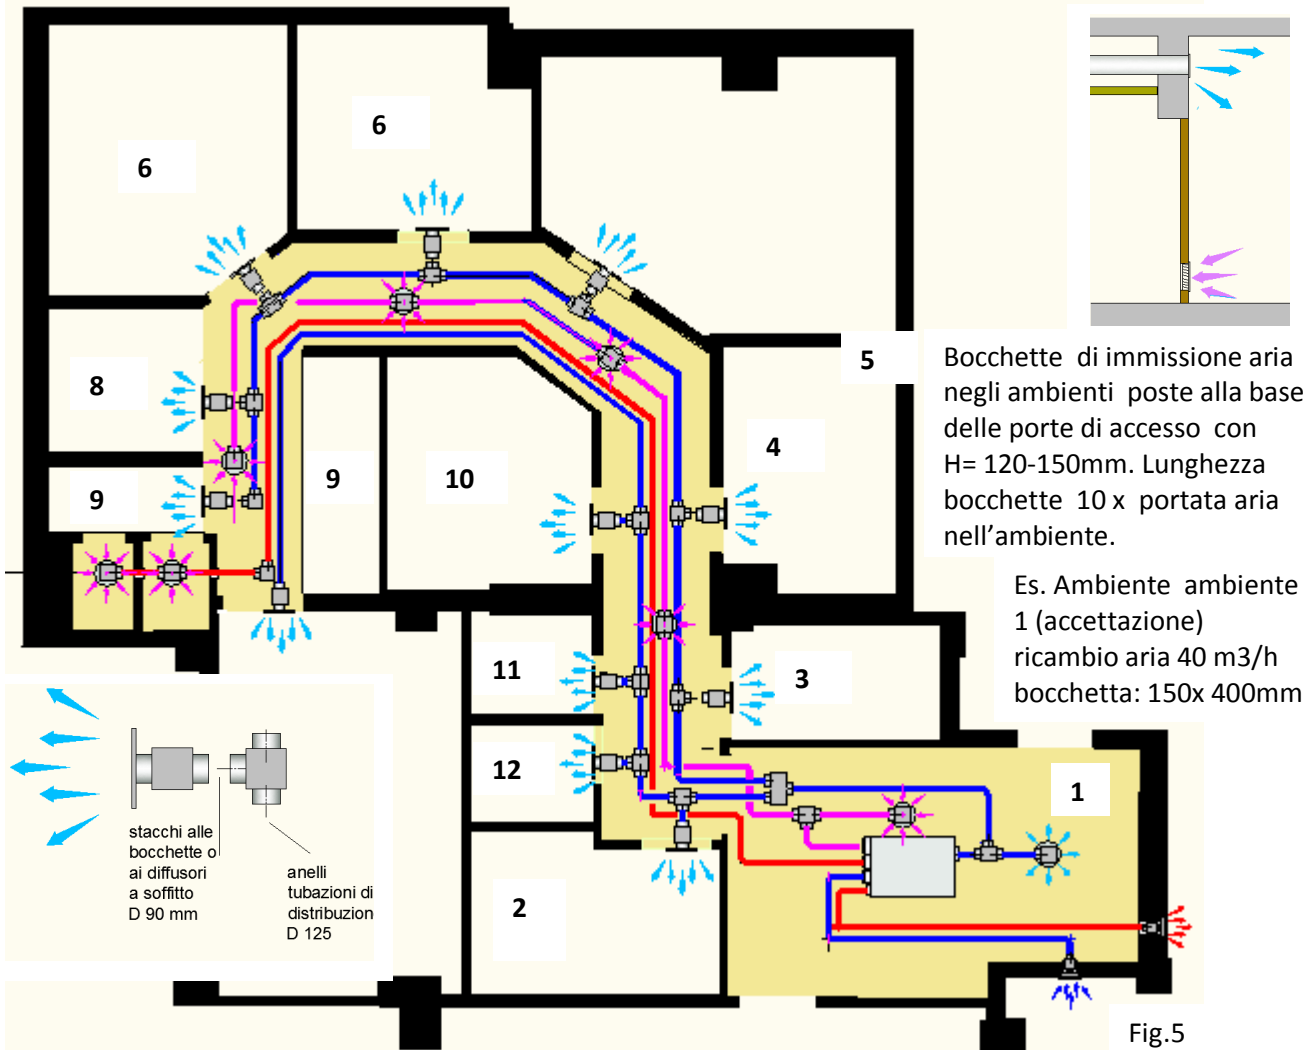 6
6
8
9
9
10
5
4
3
11
12
2
1
Bocchette di immissione aria
negli ambienti poste alla base
delle porte di accesso con
H= 120-150mm. Lunghezza
bocchette 10 x portata aria
nell'ambiente.
Es. Ambiente ambiente
1 (accettazione)
ricambio aria 40 m3/h
bocchetta: 150x 400mm
stacchi alle
bocchette o
ai diffusori
a soffitto
D 90 mm
anelli
tubazioni di
distribuzion
D 125
Fig.5